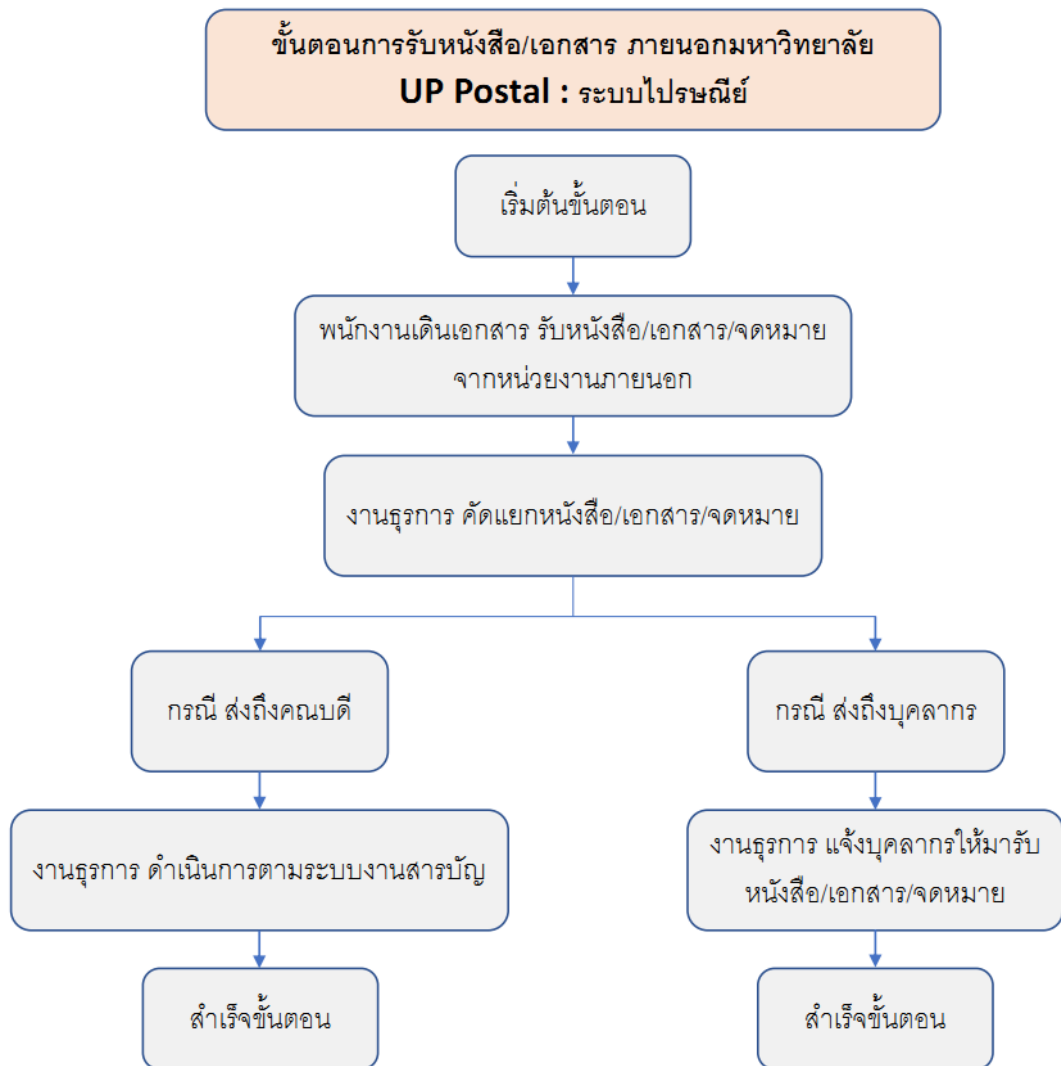 ขั้นตอนการรับหนังสือ/เอกสาร ภายนอกมหาวิทยาลัย
UP Postal : ระบบไปรษณีย์
เริ่มต้นขั้นตอน
พนักงานเดินเอกสาร รับหนังสือ/เอกสาร/จดหมาย
จากหน่วยงานภายนอก
งานธุรการ คัดแยกหนังสือ/เอกสาร/จดหมาย
กรณี ส่งถึงคณบดี
กรณี ส่งถึงบุคลากร
งานธุรการ ดำเนินการตามระบบงานสารบัญ
งานธุรการ แจ้งบุคลากรให้มารับ
หนังสือ/เอกสาร/จดหมาย
สำเร็จขั้นตอน
สำเร็จขั้นตอน